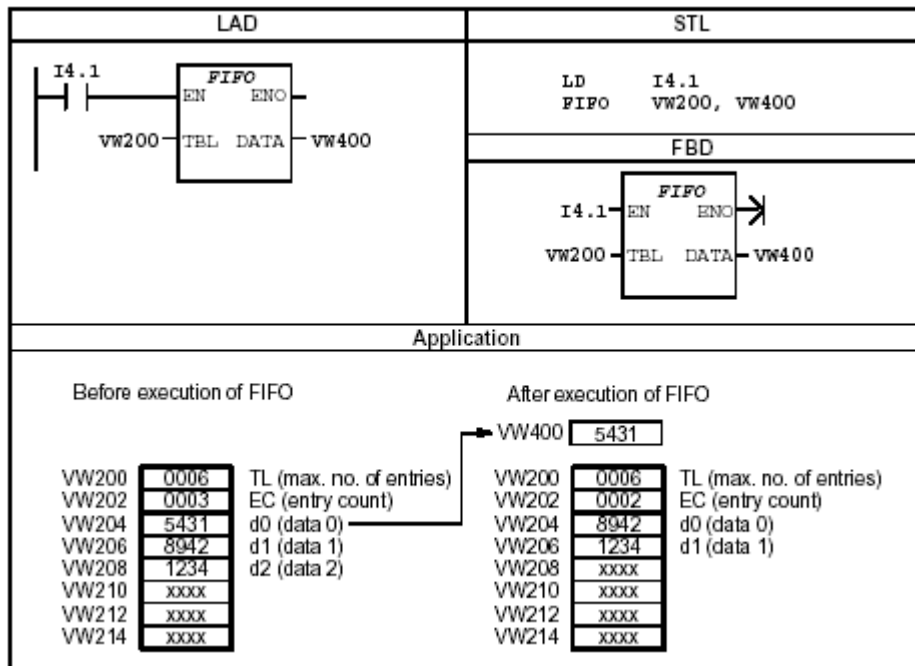 LAD
I4.1
FIFO
EN ENO
VW200 TBL DATA VW400
STL
LD I4.1
FIFO VW200, VW400
FBD
FIFO
I4.1 EN ENO
VW200 TBL DATA VW400
Application
Before execution of FIFO
VW200 0006 TL (max. no. of entries)
VW202 0003 EC (entry count)
VW204 5431 d0 (data 0)
VW206 8942 d1 (data 1)
VW208 1234 d2 (data 2)
VW210 xxxx
VW212 xxxx
VW214 xxxx
After execution of FIFO
VW400 5431
VW200 0006 TL (max. no. of entries)
VW202 0002 EC (entry count)
VW204 8942 d0 (data 0)
VW206 1234 d1 (data 1)
VW208 xxxx
VW210 xxxx
VW212 xxxx
VW214 xxxx